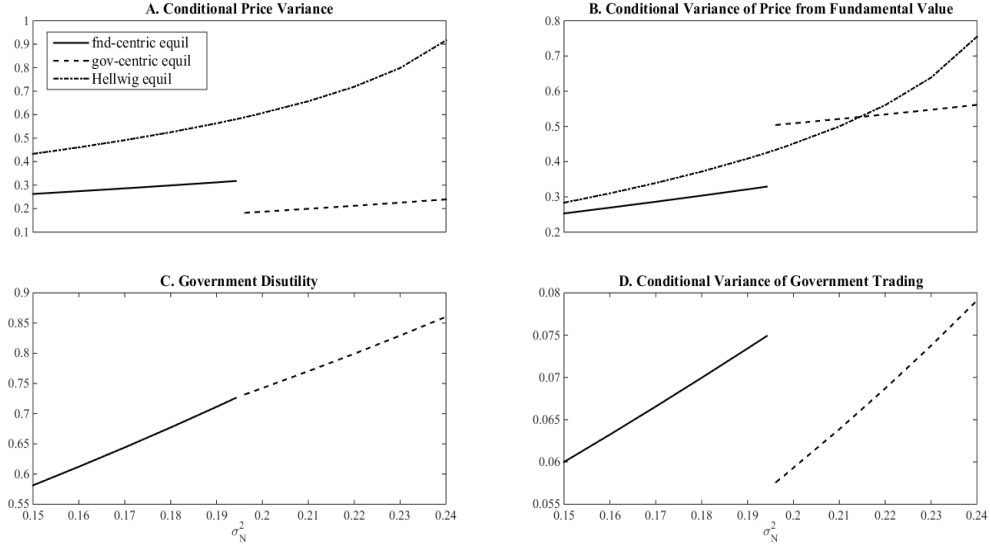 A. Conditional Price Variance
1
0.9
0.8
0.7
0.6
0.5
0.4
0.3
0.2
0.1
fnd-centric equil
gov-centric equil
Hellwig equil
B. Conditional Variance of Price from Fundamental Value
0.8
0.7
0.6
0.5
0.4
0.3
0.2
C. Government Disutility
0.9
0.85
0.8
0.75
0.7
0.65
0.6
0.55
0.15 0.16 0.17 0.18 0.19 0.2 0.21 0.22 0.23 0.24
σ²_N
D. Conditional Variance of Government Trading
0.08
0.075
0.07
0.065
0.06
0.055
0.15 0.16 0.17 0.18 0.19 0.2 0.21 0.22 0.23 0.24
σ²_N